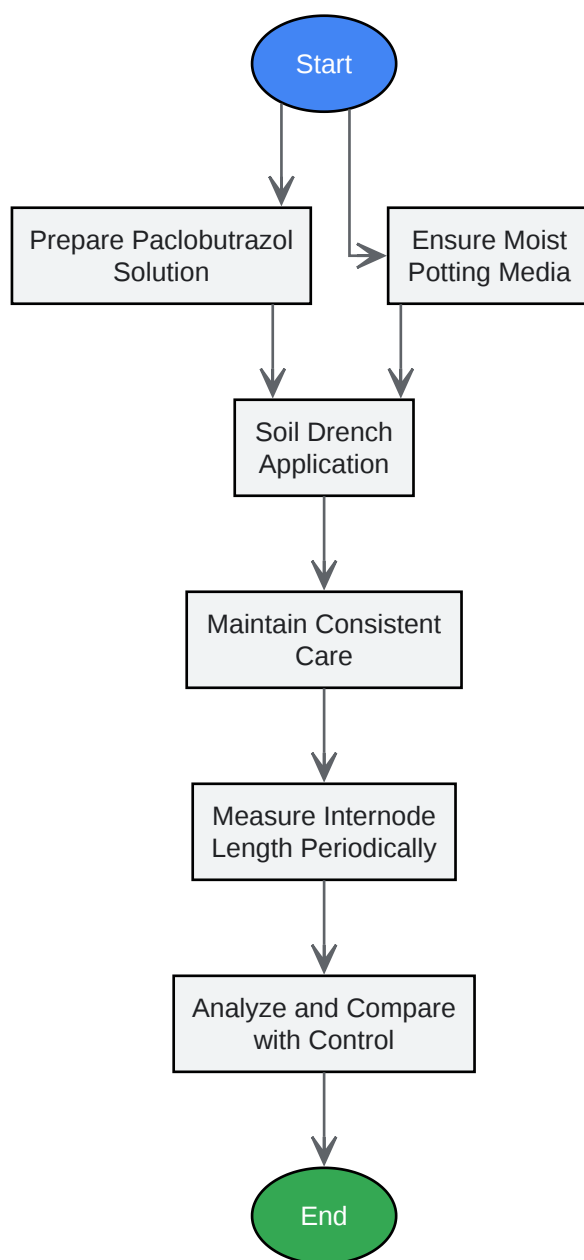 Start
Prepare Paclobutrazol
Solution
Ensure Moist
Potting Media
Soil Drench
Application
Maintain Consistent
Care
Measure Internode
Length Periodically
Analyze and Compare
with Control
End